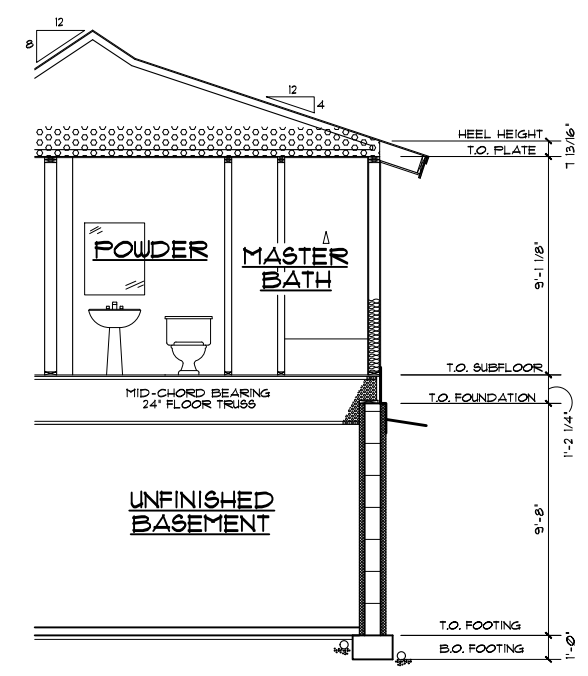 12
8
12
4
HEEL HEIGHT
7 13/16"
T.O. PLATE
POWDER
MASTER
BATH
9'-1 1/8"
T.O. SUBFLOOR
MID-CHORD BEARING
24" FLOOR TRUSS
T.O. FOUNDATION
1'-2 1/4"
UNFINISHED
BASEMENT
9'-8"
T.O. FOOTING
B.O. FOOTING
1'-0"